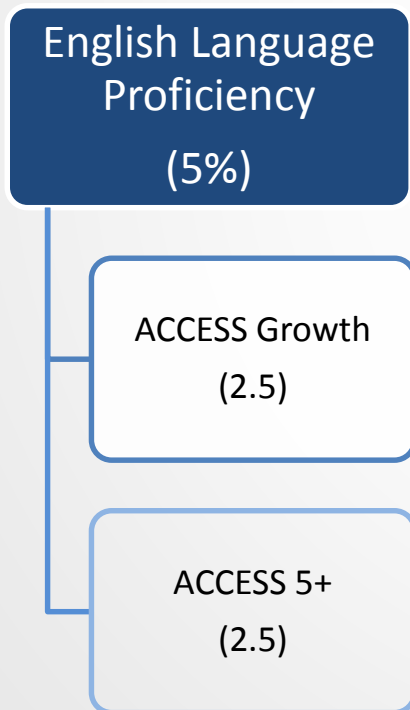 English Language
Proficiency
(5%)
ACCESS Growth
(2.5)
ACCESS 5+
(2.5)